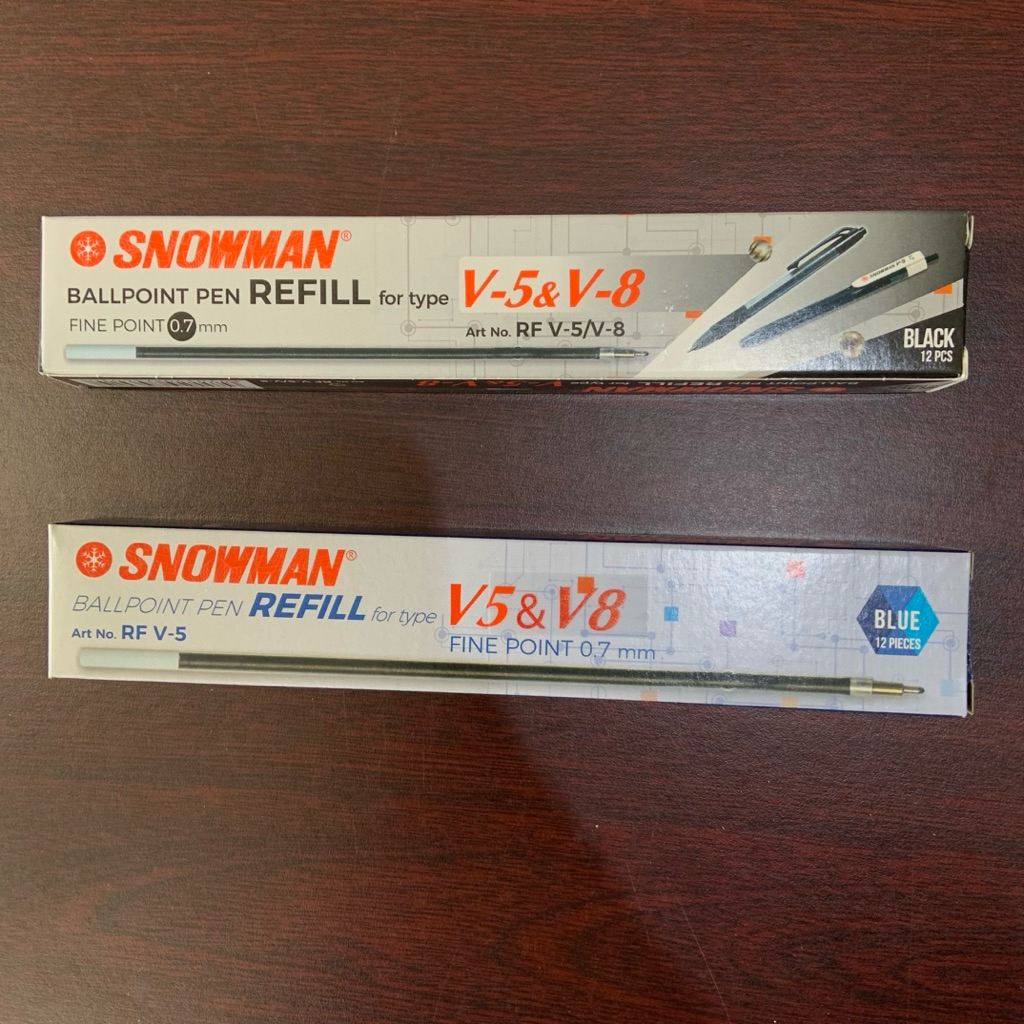 SNOWMAN®
BALLPOINT PEN REFILL for type V-5 & V-8
FINE POINT 0.7 mm
Art No. RF V-5/V-8
BLACK
12 PCS
SNOWMAN®
BALLPOINT PEN REFILL for type V5 & V8
Art No. RF V-5
FINE POINT 0.7 mm
BLUE
12 PIECES